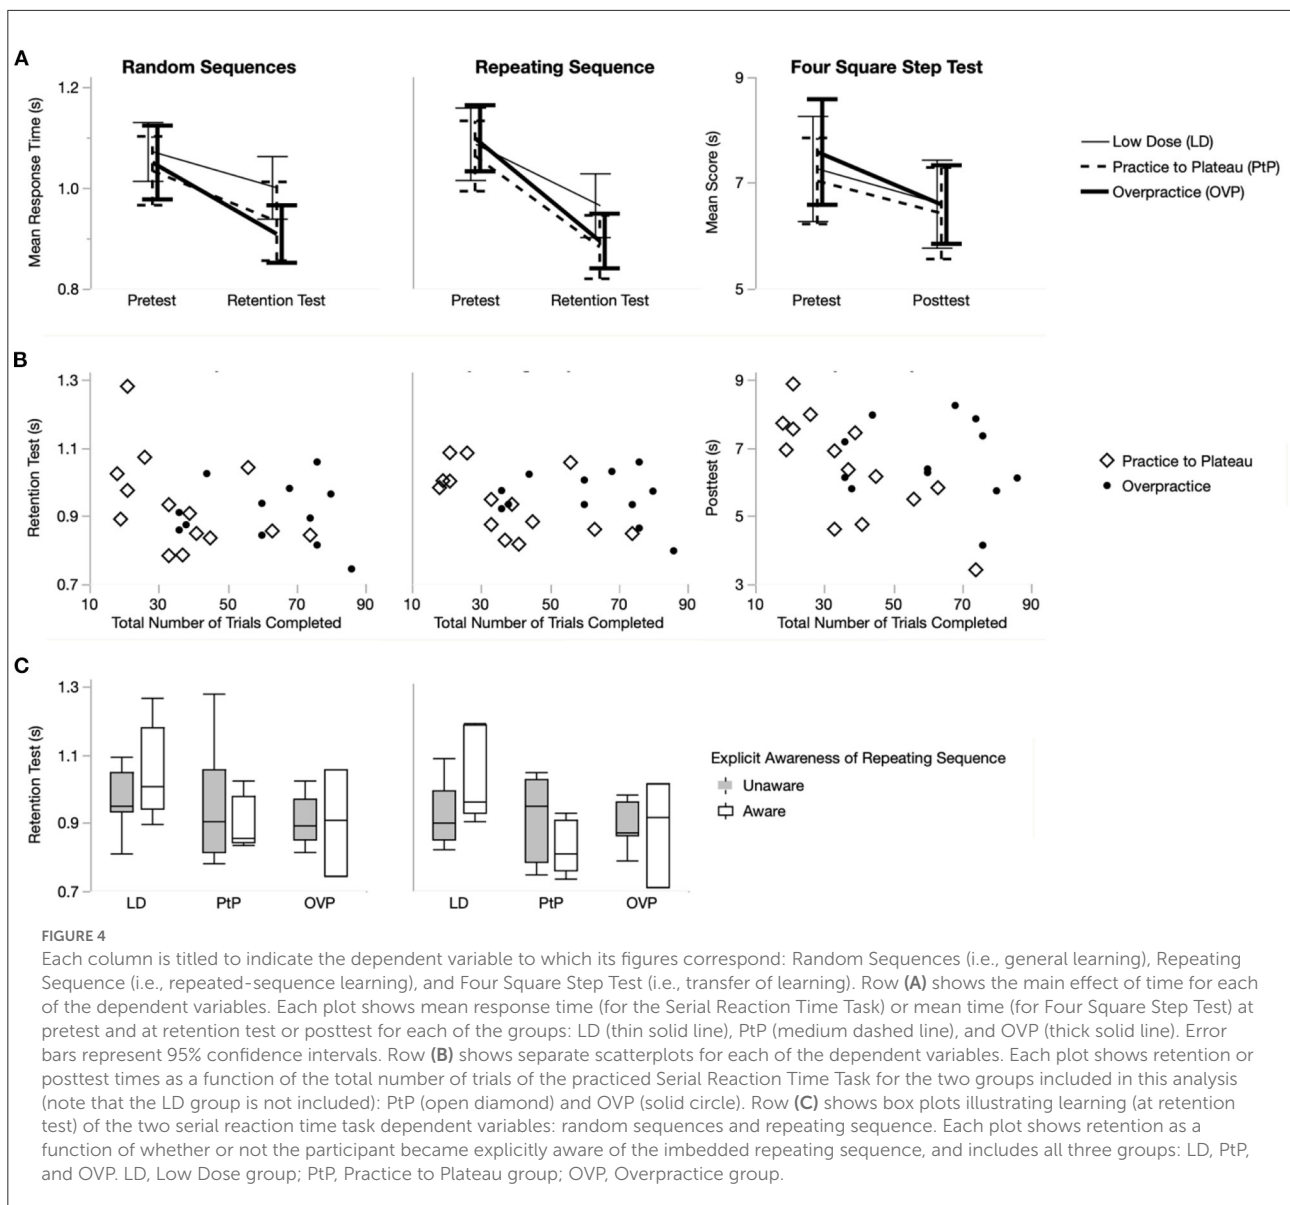 A
Random Sequences
Repeating Sequence
Four Square Step Test
Mean Response Time (s)
1.2
1.0
0.8
Pretest
Retention Test
Pretest
Retention Test
Mean Score (s)
9
7
5
Pretest
Posttest
Low Dose (LD)
Practice to Plateau (PtP)
Overpractice (OVP)
B
Retention Test (s)
1.3
1.1
0.9
0.7
10 30 50 70 90
Total Number of Trials Completed
10 30 50 70 90
Total Number of Trials Completed
Posttest (s)
9
7
5
3
10 30 50 70 90
Total Number of Trials Completed
Practice to Plateau
Overpractice
C
Retention Test (s)
1.3
1.1
0.9
0.7
LD PtP OVP
LD PtP OVP
Explicit Awareness of Repeating Sequence
Unaware
Aware
FIGURE 4
Each column is titled to indicate the dependent variable to which its figures correspond: Random Sequences (i.e., general learning), Repeating
Sequence (i.e., repeated-sequence learning), and Four Square Step Test (i.e., transfer of learning). Row (A) shows the main effect of time for each
of the dependent variables. Each plot shows mean response time (for the Serial Reaction Time Task) or mean time (for Four Square Step Test) at
pretest and at retention test or posttest for each of the groups: LD (thin solid line), PtP (medium dashed line), and OVP (thick solid line). Error
bars represent 95% confidence intervals. Row (B) shows separate scatterplots for each of the dependent variables. Each plot shows retention or
posttest times as a function of the total number of trials of the practiced Serial Reaction Time Task for the two groups included in this analysis
(note that the LD group is not included): PtP (open diamond) and OVP (solid circle). Row (C) shows box plots illustrating learning (at retention
test) of the two serial reaction time task dependent variables: random sequences and repeating sequence. Each plot shows retention as a
function of whether or not the participant became explicitly aware of the imbedded repeating sequence, and includes all three groups: LD, PtP,
and OVP. LD, Low Dose group; PtP, Practice to Plateau group; OVP, Overpractice group.